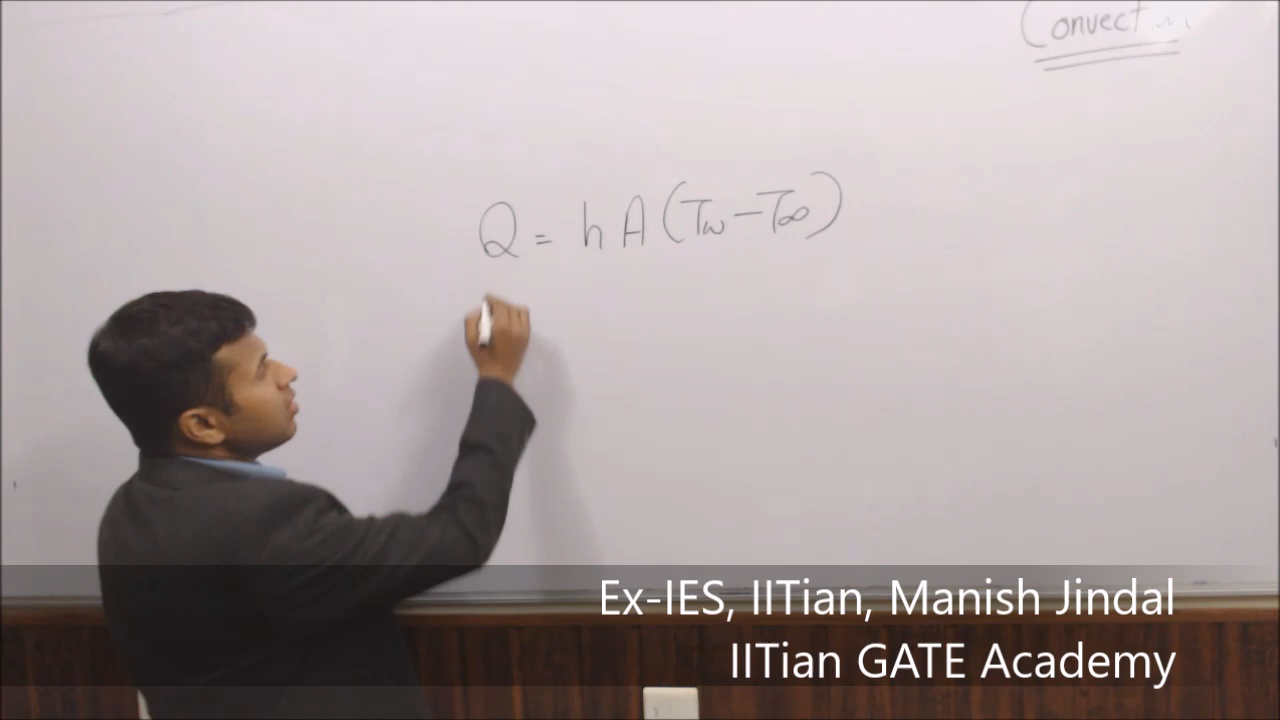 Convect
Q = h A (Tw - T∞)
Ex-IES, IITian, Manish Jindal
IITian GATE Academy